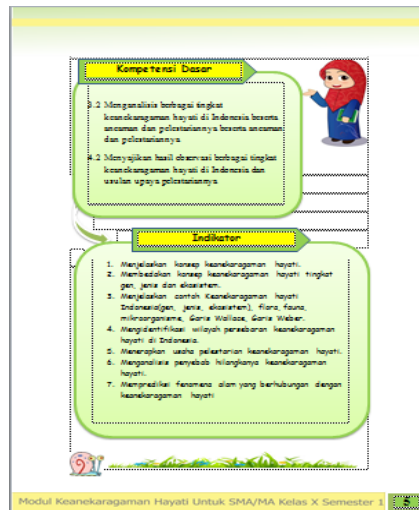 Kompetensi Dasar
3.2 Menganalisis berbagai tingkat
keanekaragaman hayati di Indonesia beserta
ancaman dan pelestariannya beserta ancaman
dan pelestariannya
4.2 Menyajikan hasil observasi berbagai tingkat
keanekaragaman hayati di Indonesia dan
usulan upaya pelestariannya
Indikator
1. Menjelaskan konsep keanekaragaman hayati.
2. Membedakan konsep keanekaragaman hayati tingkat
gen, jenis dan ekosistem.
3. Menjelaskan contoh Keanekaragaman hayati
Indonesia(gen, jenis, ekosistem), flora, fauna,
mikroorganisme, Garis Wallace, Garis Weber.
4. Mengidentifikasi wilayah persebaran keanekaragaman
hayati di Indonesia.
5. Menerapkan usaha pelestarian keanekaragaman hayati.
6. Menganalisis penyebab hilangnya keanekaragaman
hayati.
7. Memprediksi fenomena alam yang berhubungan dengan
keanekaragaman hayati
Modul Keanekaragaman Hayati Untuk SMA/MA Kelas X Semester 1 5